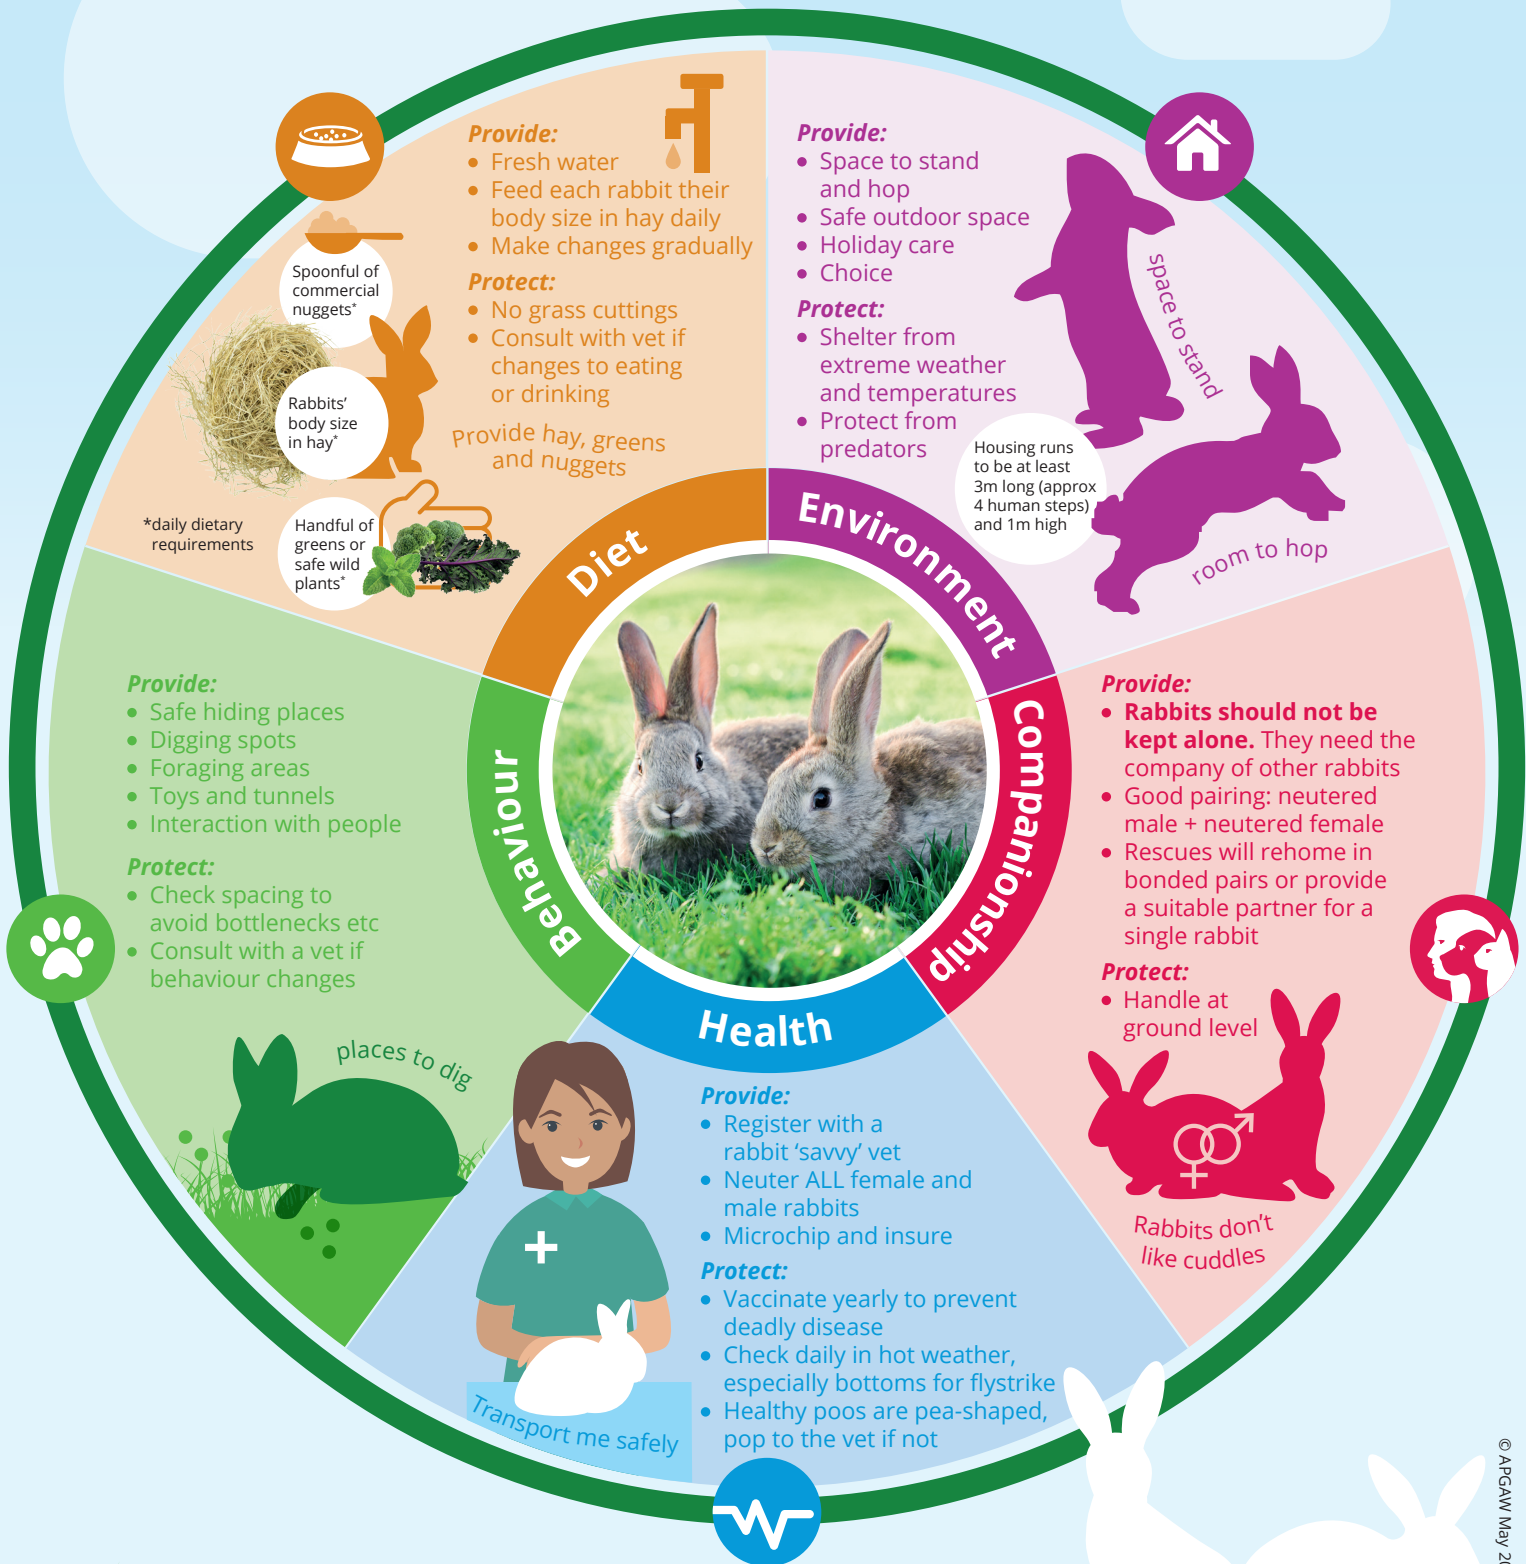 Provide:
• Fresh water
• Feed each rabbit their
body size in hay daily
• Make changes gradually
Protect:
• No grass cuttings
• Consult with vet if
changes to eating
or drinking
Provide hay, greens
and nuggets
Spoonful of
commercial
nuggets*
Rabbits’
body size
in hay*
Handful of
greens or
safe wild
plants*
*daily dietary
requirements
Diet
Provide:
• Space to stand
and hop
• Safe outdoor space
• Holiday care
• Choice
Protect:
• Shelter from
extreme weather
and temperatures
• Protect from
predators
space to stand
Housing runs
to be at least
3m long (approx
4 human steps)
and 1m high
room to hop
Environment
Provide:
• Rabbits should not be
kept alone. They need the
company of other rabbits
• Good pairing: neutered
male + neutered female
• Rescues will rehome in
bonded pairs or provide
a suitable partner for a
single rabbit
Protect:
• Handle at
ground level
Rabbits don't
like cuddles
Companionship
Health
Provide:
• Register with a
rabbit ‘savvy’ vet
• Neuter ALL female and
male rabbits
• Microchip and insure
Protect:
• Vaccinate yearly to prevent
deadly disease
• Check daily in hot weather,
especially bottoms for flystrike
• Healthy poos are pea-shaped,
pop to the vet if not
Transport me safely
Behaviour
Provide:
• Safe hiding places
• Digging spots
• Foraging areas
• Toys and tunnels
• Interaction with people
Protect:
• Check spacing to
avoid bottlenecks etc
• Consult with a vet if
behaviour changes
places to dig
© APGAW May